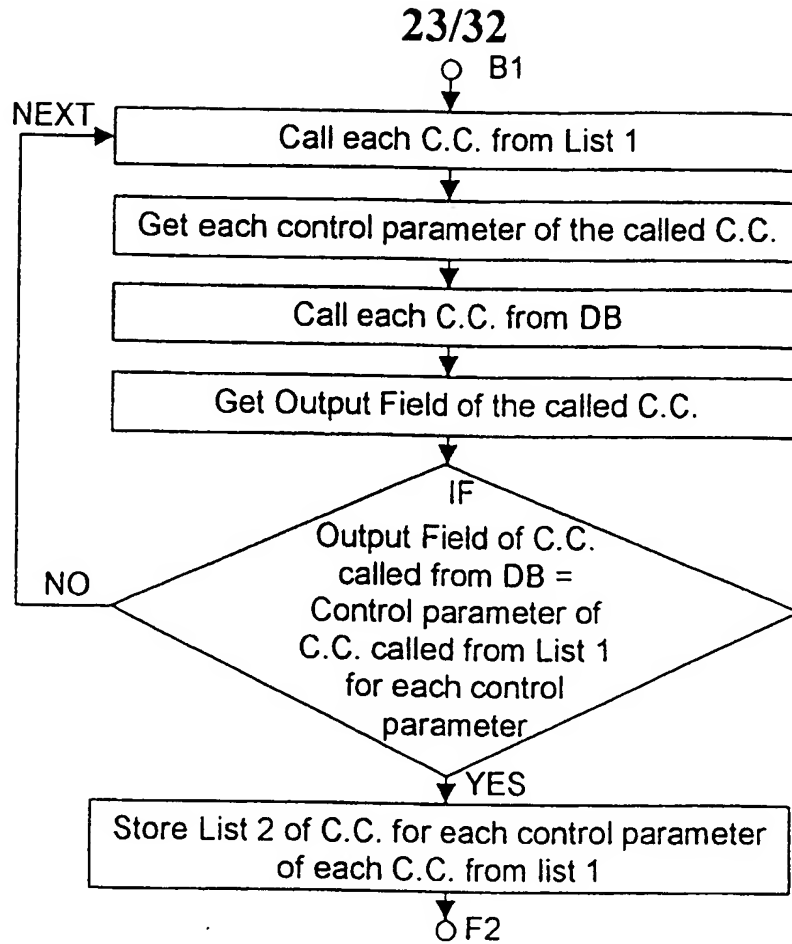 23/32
B1
NEXT
Call each C.C. from List 1
Get each control parameter of the called C.C.
Call each C.C. from DB
Get Output Field of the called C.C.
IF
Output Field of C.C.
called from DB =
Control parameter of
C.C. called from List 1
for each control
parameter
NO
YES
Store List 2 of C.C. for each control parameter
of each C.C. from list 1
F2